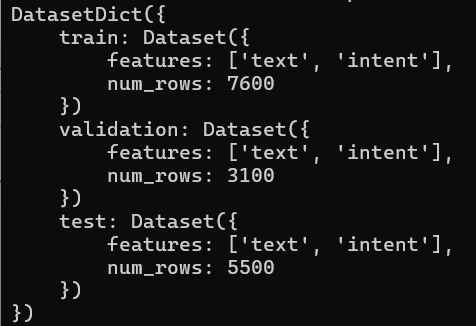 DatasetDict({
    train: Dataset({
        features: ['text', 'intent'],
        num_rows: 7600
    })
    validation: Dataset({
        features: ['text', 'intent'],
        num_rows: 3100
    })
    test: Dataset({
        features: ['text', 'intent'],
        num_rows: 5500
    })
})